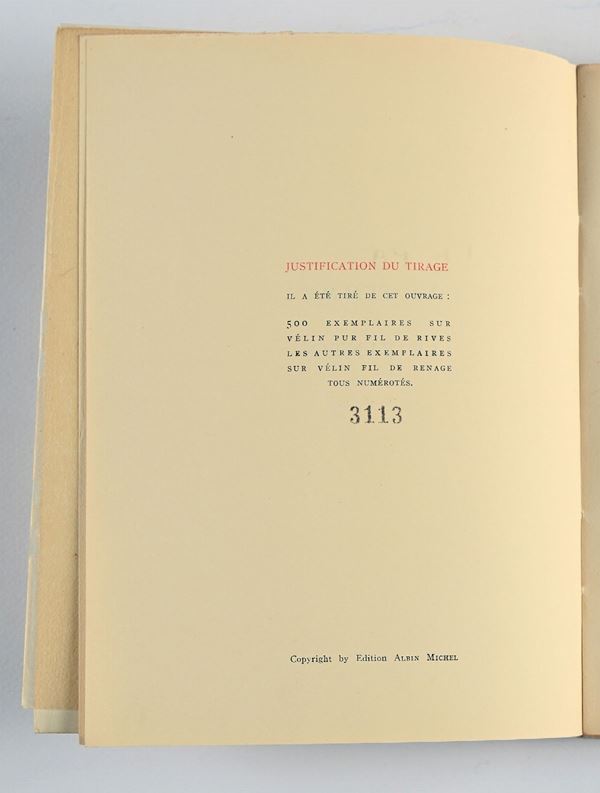 JUSTIFICATION DU TIRAGE
IL A ÉTÉ TIRÉ DE CET OUVRAGE :
500 EXEMPLAIRES SUR
VÉLIN PUR FIL DE RIVES
LES AUTRES EXEMPLAIRES
SUR VÉLIN FIL DE RENAGE
TOUS NUMÉROTÉS.
3113
Copyright by Edition ALBIN MICHEL